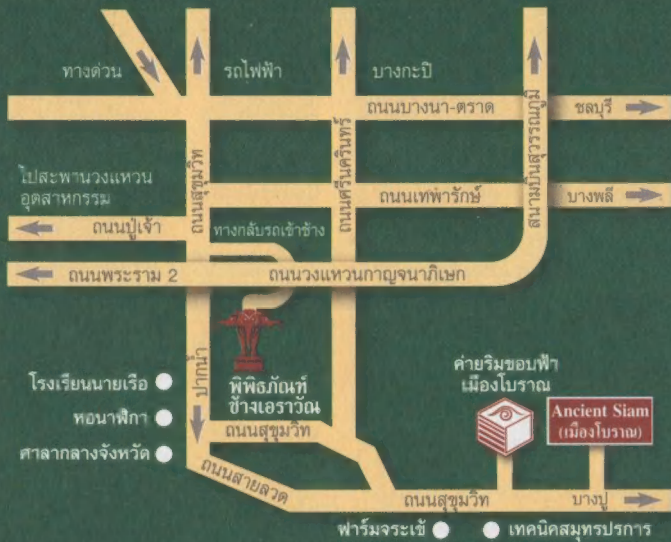 ทางด่วน
รถไฟฟ้า
บางกะปิ
ถนนบางนา-ตราด
ชลบุรี
ถนนสุขุมวิท
ถนนศรีนครินทร์
สนามบินสุวรรณภูมิ
ไปสะพานวงแหวน
อุตสาหกรรม
ถนนเทพารักษ์
บางพลี
ถนนปู่เจ้า
ทางกลับรถเข้าช้าง
ถนนพระราม 2
ถนนวงแหวนกาญจนาภิเษก
ปากน้ำ
พิพิธภัณฑ์
ช้างเอราวัณ
โรงเรียนนายเรือ
หอนาฬิกา
ศาลากลางจังหวัด
ค่ายริมขอบฟ้า
เมืองโบราณ
Ancient Siam
(เมืองโบราณ)
ถนนสุขุมวิท
ถนนสายลวด
ถนนสุขุมวิท
บางปู
ฟาร์มจระเข้
เทคนิคสมุทรปรการ